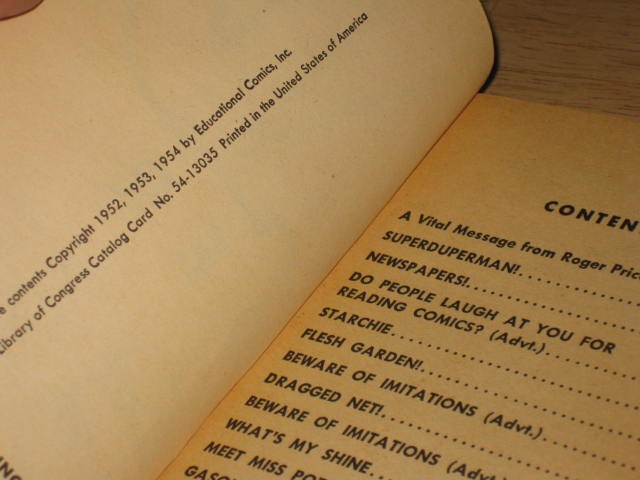 contents Copyright 1952, 1953, 1954 by Educational Comics, Inc.
Library of Congress Catalog Card No. 54-13035 Printed in the United States of America
CONTEN
A Vital Message from Roger Pric
SUPERDUPERMAN!
NEWSPAPERS!
DO PEOPLE LAUGH AT YOU FOR
READING COMICS? (Advt.)
STARCHIE
FLESH GARDEN!
BEWARE OF IMITATIONS (Advt.)
DRAGGED NET!
BEWARE OF IMITATIONS (Advt.)
WHAT'S MY SHINE
MEET MISS POT
GASO